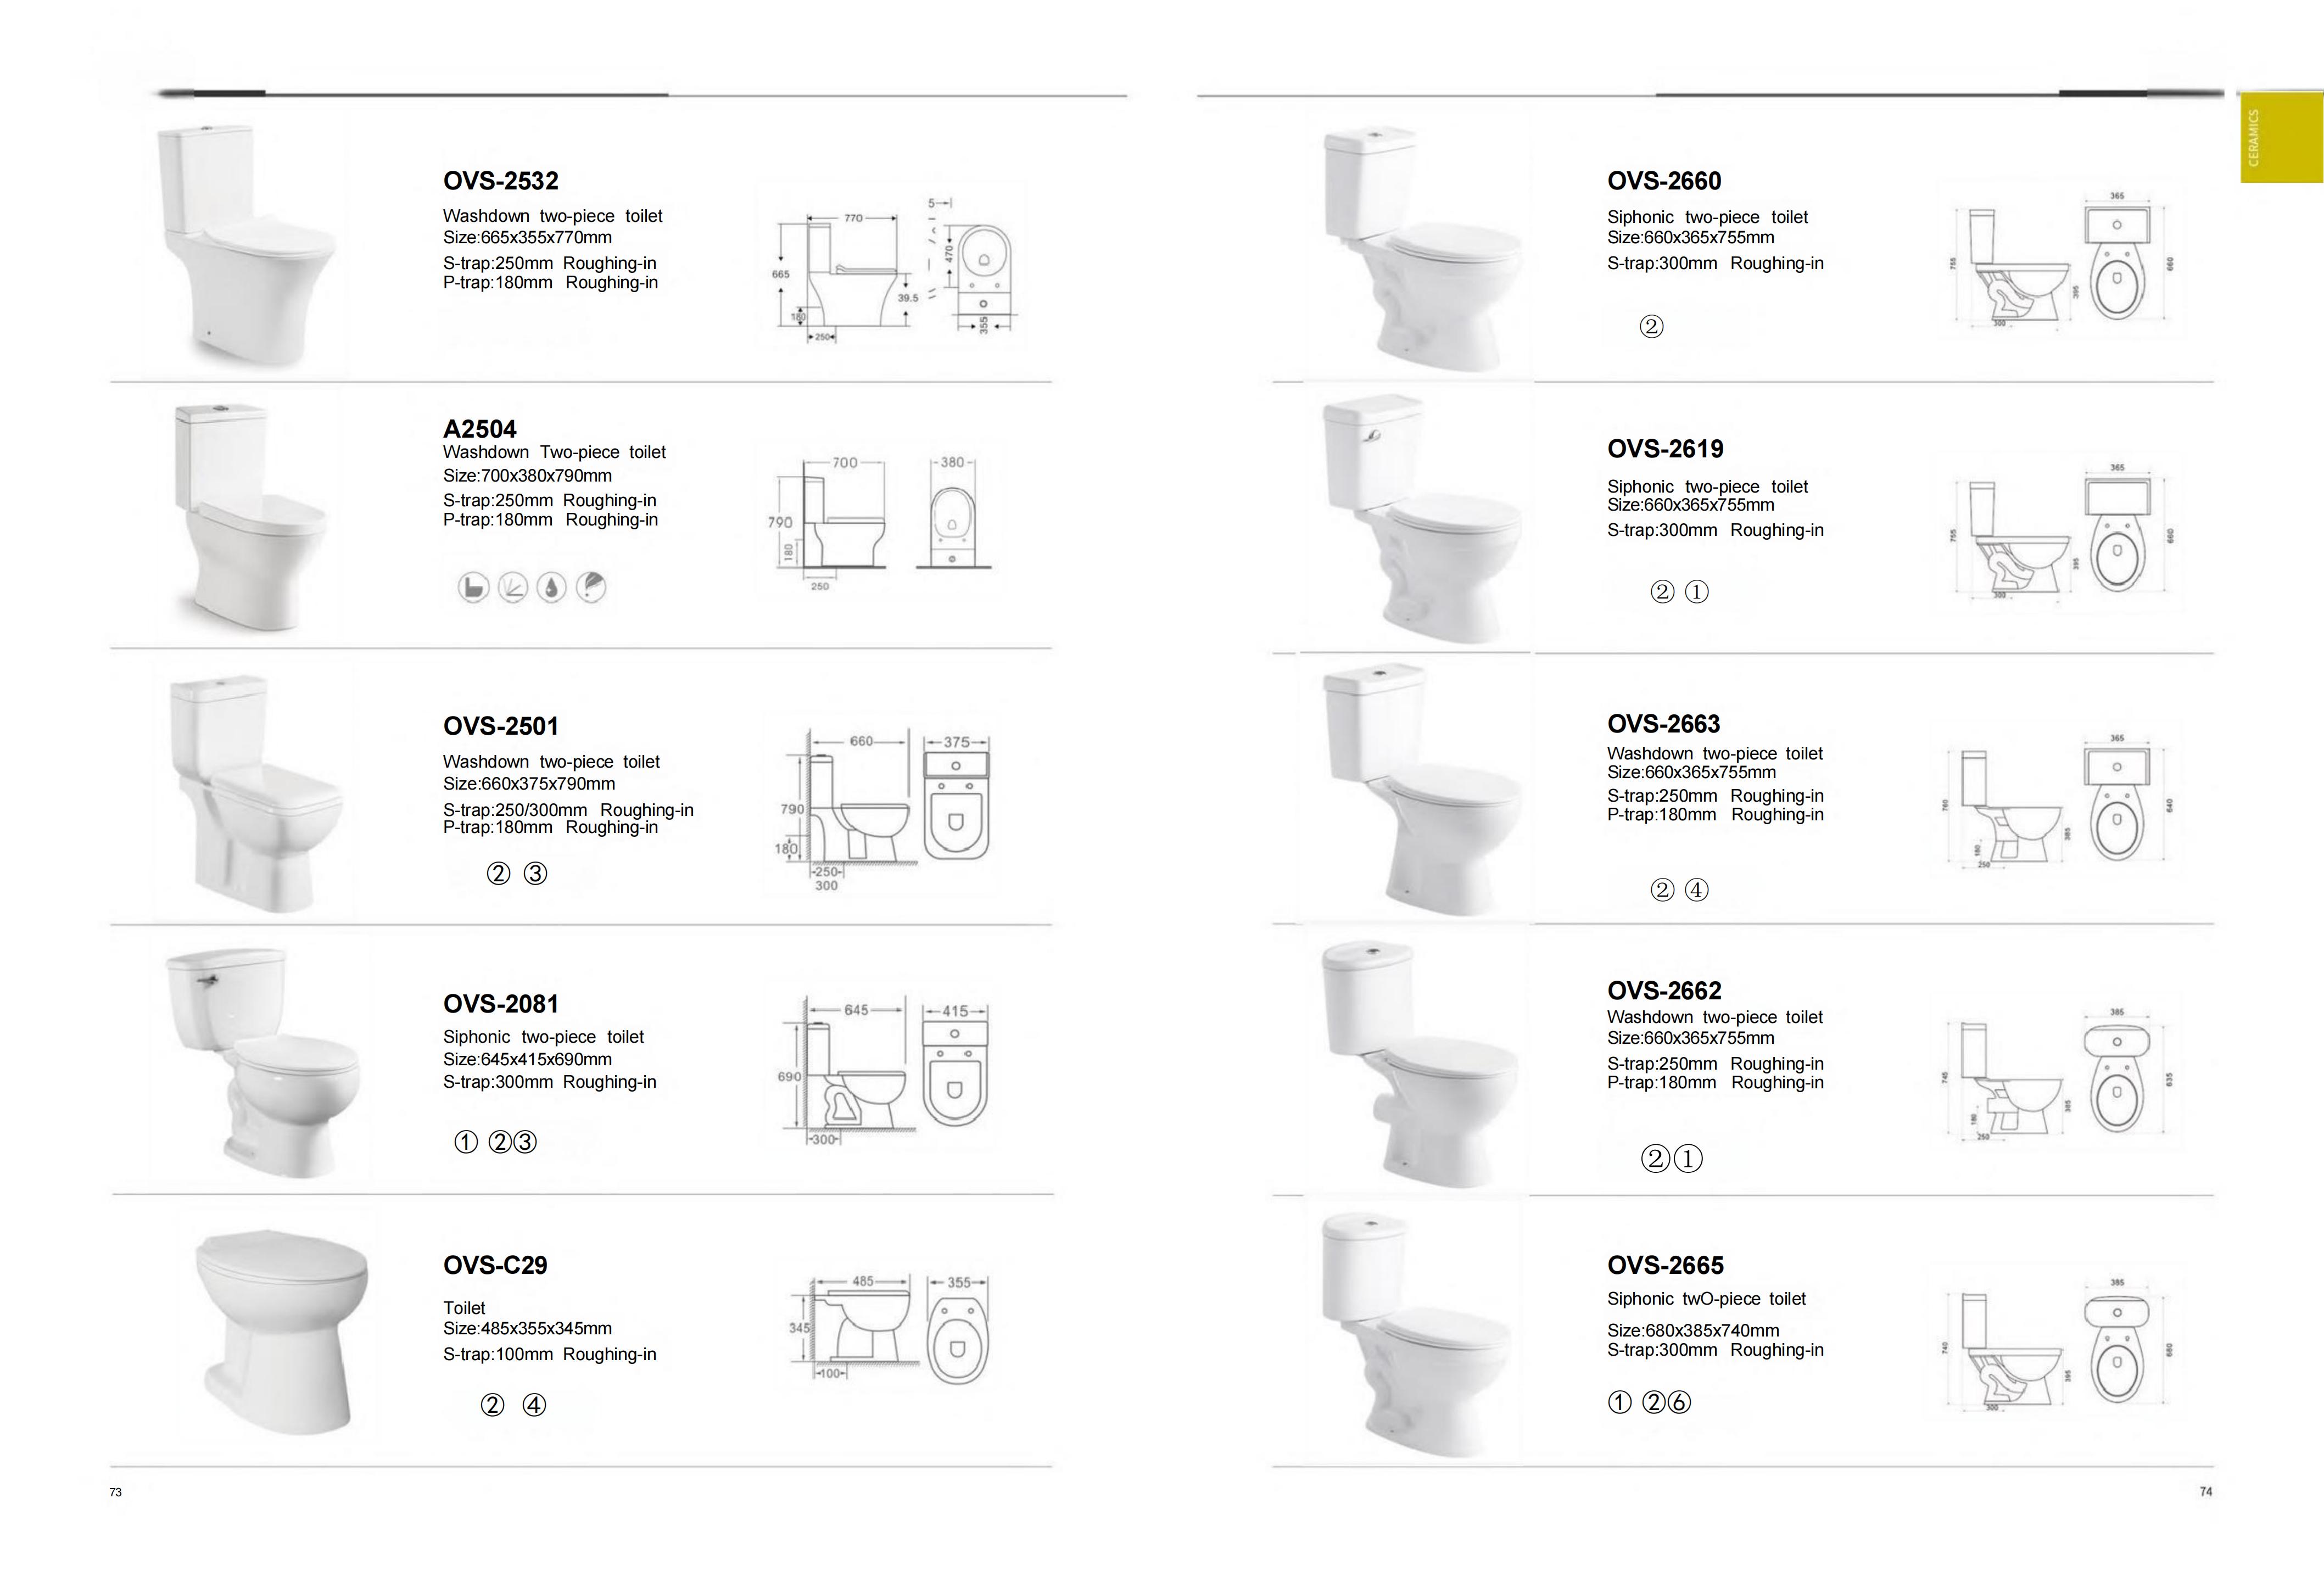 CERAMICS
OVS-2532
Washdown two-piece toilet
Size:665x355x770mm
S-trap:250mm Roughing-in
P-trap:180mm Roughing-in
770
665
180
250
39.5
5
470
355
A2504
Washdown Two-piece toilet
Size:700x380x790mm
S-trap:250mm Roughing-in
P-trap:180mm Roughing-in
700
380
790
180
250
OVS-2501
Washdown two-piece toilet
Size:660x375x790mm
S-trap:250/300mm Roughing-in
P-trap:180mm Roughing-in
② ③
660
375
790
180
250
300
OVS-2081
Siphonic two-piece toilet
Size:645x415x690mm
S-trap:300mm Roughing-in
① ②③
645
415
690
300
OVS-C29
Toilet
Size:485x355x345mm
S-trap:100mm Roughing-in
② ④
485
355
345
100
73
OVS-2660
Siphonic two-piece toilet
Size:660x365x755mm
S-trap:300mm Roughing-in
②
365
755
395
660
300
OVS-2619
Siphonic two-piece toilet
Size:660x365x755mm
S-trap:300mm Roughing-in
② ①
365
755
395
660
300
OVS-2663
Washdown two-piece toilet
Size:660x365x755mm
S-trap:250mm Roughing-in
P-trap:180mm Roughing-in
② ④
365
760
180
385
640
250
OVS-2662
Washdown two-piece toilet
Size:660x365x755mm
S-trap:250mm Roughing-in
P-trap:180mm Roughing-in
②①
385
745
180
385
635
250
OVS-2665
Siphonic twO-piece toilet
Size:680x385x740mm
S-trap:300mm Roughing-in
① ②⑥
385
740
395
680
300
74